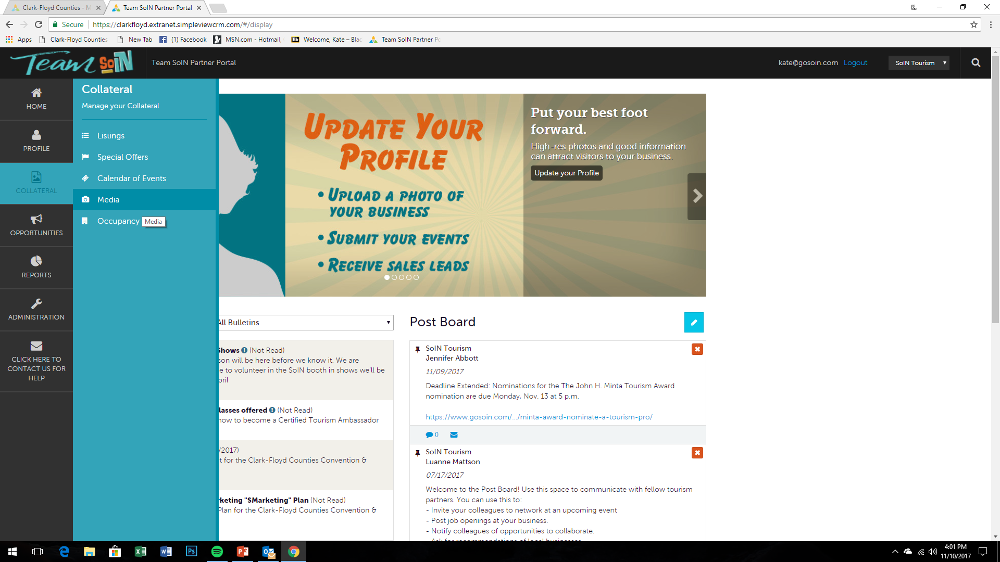 Clark-Floyd Counties - M
Team SoIN Partner Portal
Secure
https://clarkfloyd.extranet.simpleviewcrm.com/#/display
Apps
Clark-Floyd Counties
New Tab
(1) Facebook
MSN.com - Hotmail,
Bb
Welcome, Kate – Blac
Team SoIN Partner Po
Team SoIN
Team SoIN Partner Portal
kate@gosoin.com Logout
SoIN Tourism
HOME
PROFILE
COLLATERAL
OPPORTUNITIES
REPORTS
ADMINISTRATION
CLICK HERE TO
CONTACT US FOR
HELP
Collateral
Manage your Collateral
Listings
Special Offers
Calendar of Events
Media
Occupancy
Media
UPDATE YOUR
PROFILE
• UPLOAD A PHOTO OF
YOUR BUSINESS
• SUBMIT YOUR EVENTS
• RECEIVE SALES LEADS
Put your best foot
forward.
High-res photos and good information
can attract visitors to your business.
Update your Profile
All Bulletins
Shows (Not Read)
son will be here before we know it. We are
e to volunteer in the SoIN booth in shows we'll be
pril
lasses offered (Not Read)
how to become a Certified Tourism Ambassador
/2017)
rt for the Clark-Floyd Counties Convention &
rketing "SMarketing" Plan (Not Read)
Plan for the Clark-Floyd Counties Convention &
Post Board
SoIN Tourism
Jennifer Abbott
11/09/2017
Deadline Extended: Nominations for the The John H. Minta Tourism Award
nomination are due Monday, Nov. 13 at 5 p.m.
https://www.gosoin.com/.../minta-award-nominate-a-tourism-pro/
0
SoIN Tourism
Luanne Mattson
07/17/2017
Welcome to the Post Board! Use this space to communicate with fellow tourism
partners. You can use this to:
- Invite your colleagues to network at an upcoming event
- Post job openings at your business.
- Notify colleagues of opportunities to collaborate.
- Ask for recommendations of local businesses
4:01 PM
11/10/2017